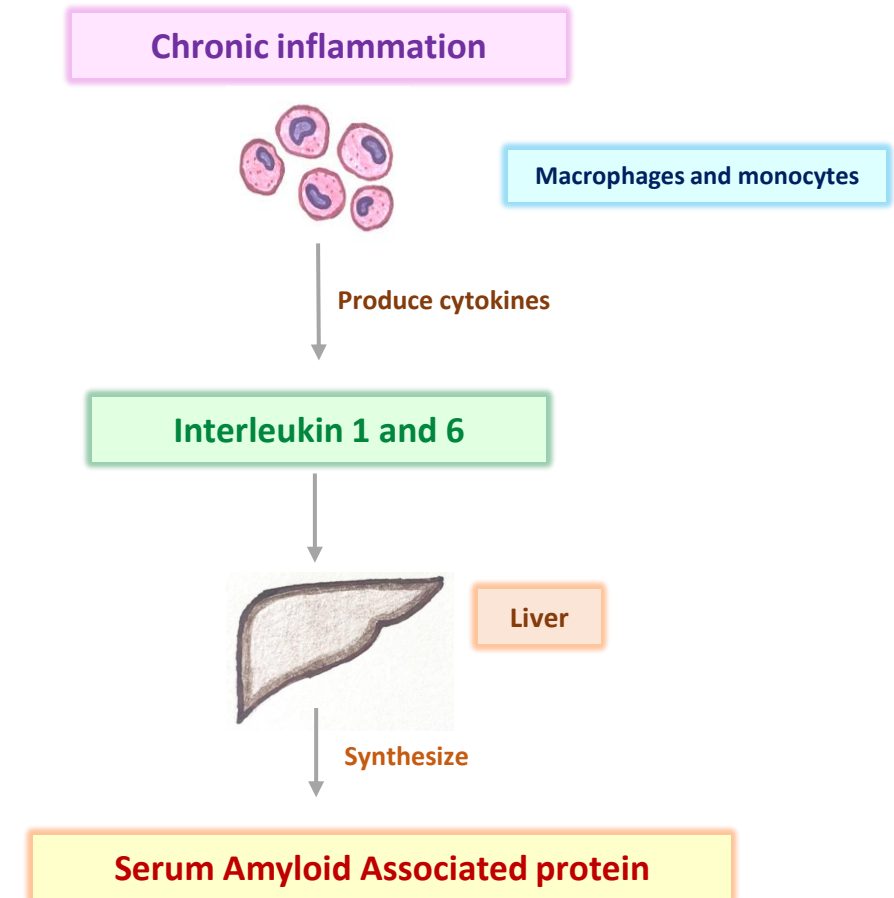 Chronic inflammation
Macrophages and monocytes
Produce cytokines
Interleukin 1 and 6
Liver
Synthesize
Serum Amyloid Associated protein